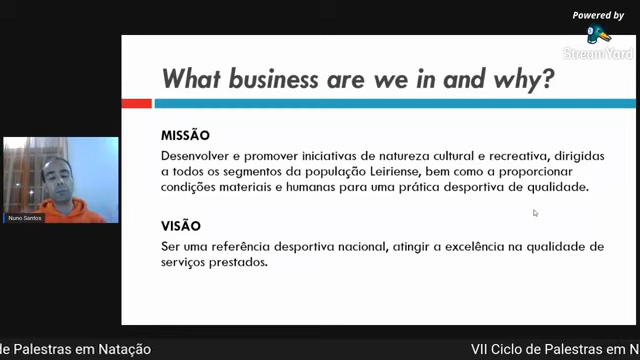 Powered by
StreamYard
What business are we in and why?
MISSÃO
Desenvolver e promover iniciativas de natureza cultural e recreativa, dirigidas
a todos os segmentos da população Leiriense, bem como a proporcionar
condições materiais e humanas para uma prática desportiva de qualidade.
VISÃO
Ser uma referência desportiva nacional, atingir a excelência na qualidade de
serviços prestados.
Nuno Santos
de Palestras em Natação
VII Ciclo de Palestras em N